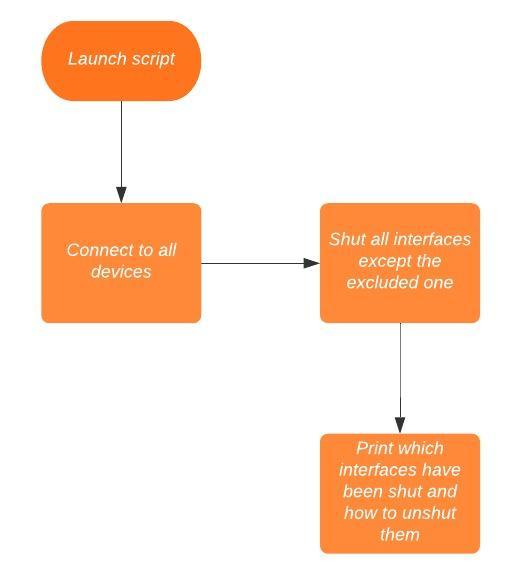 Launch script
Connect to all
devices
Shut all interfaces
except the
excluded one
Print which
interfaces have
been shut and
how to unshut
them